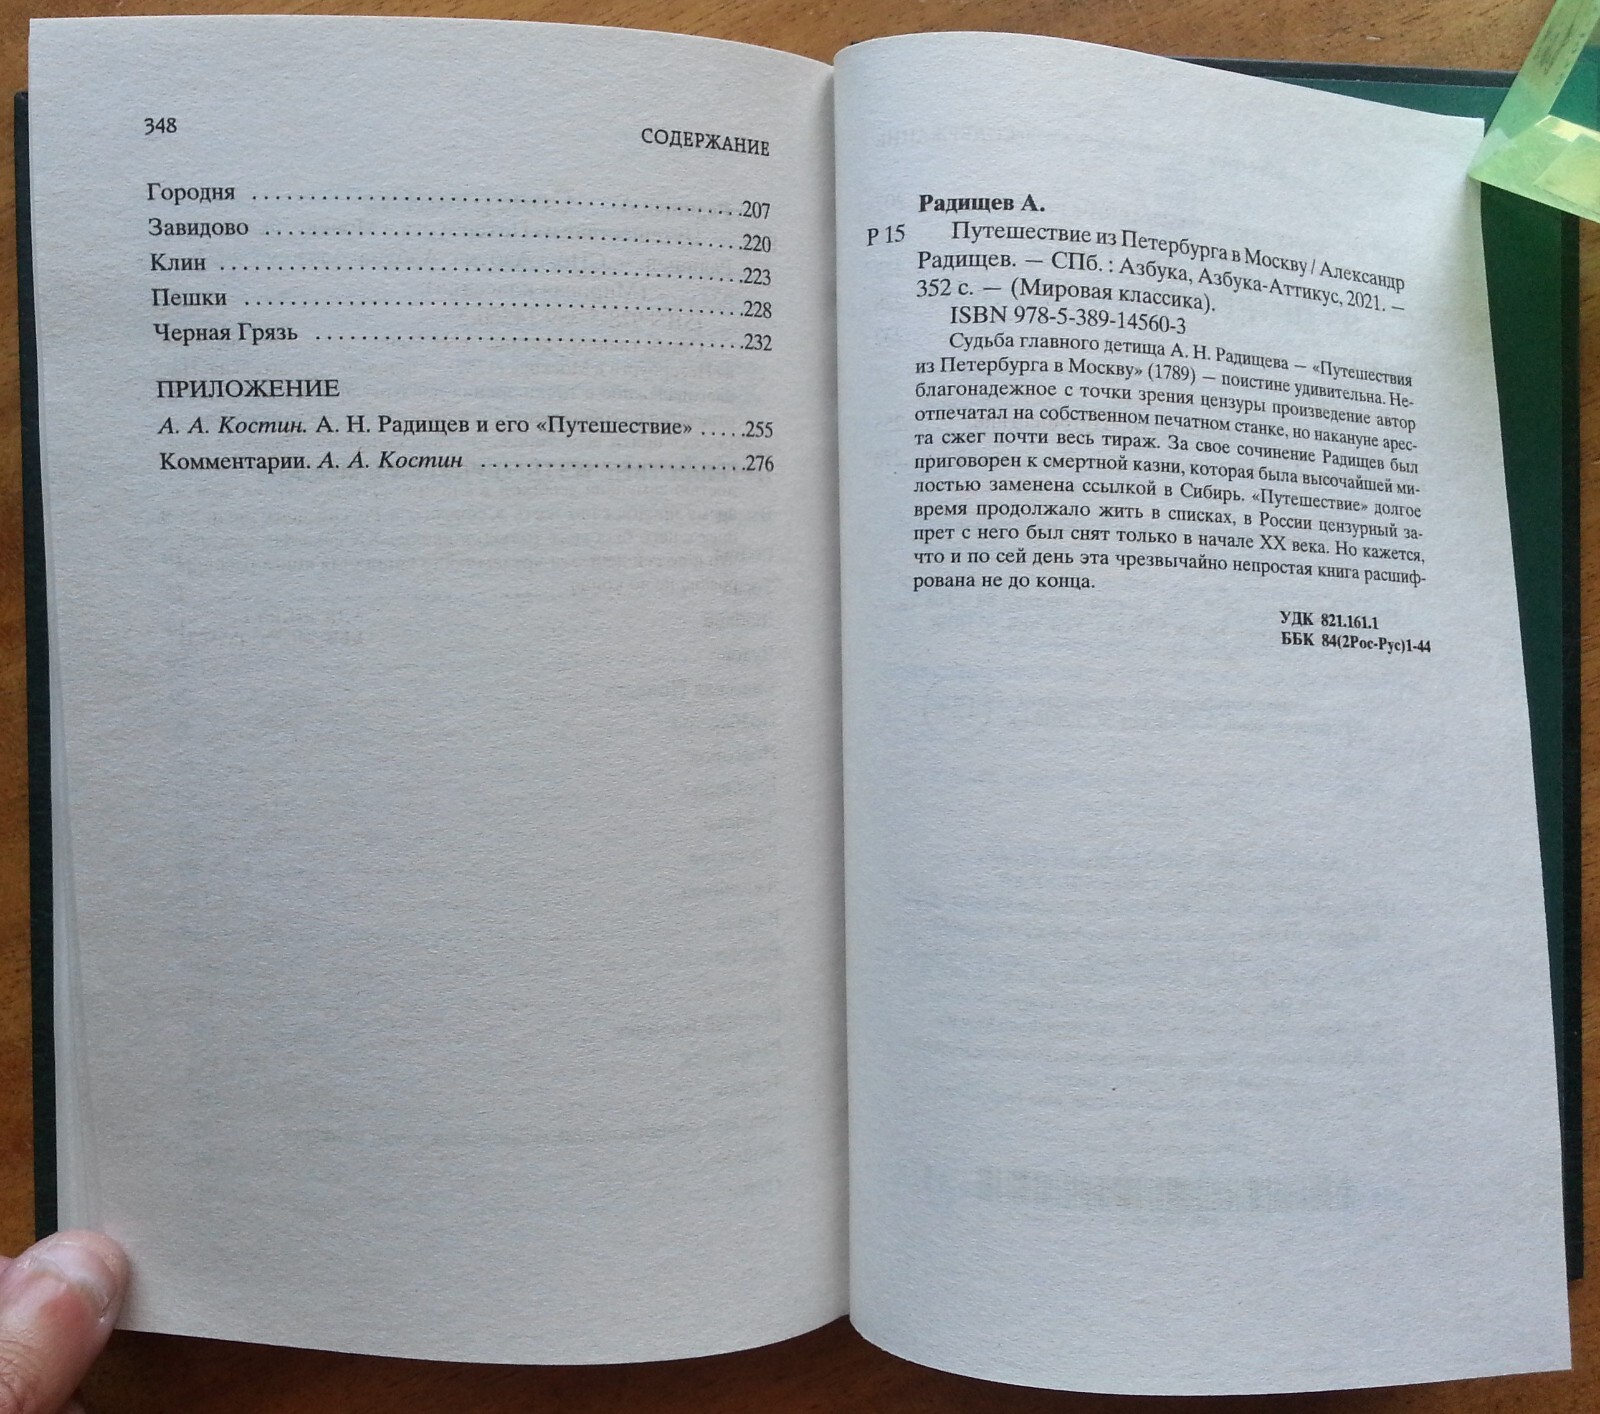 348
СОДЕРЖАНИЕ
Городня ........................................207
Завидово ........................................220
Клин ........................................223
Пешки ........................................228
Черная Грязь ........................................232
ПРИЛОЖЕНИЕ
А. А. Костин. А. Н. Радищев и его «Путешествие» .....255
Комментарии. А. А. Костин ......................276
Радищев А.
Р 15 Путешествие из Петербурга в Москву / Александр
Радищев. — СПб. : Азбука, Азбука-Аттикус, 2021. —
352 с. — (Мировая классика).
ISBN 978-5-389-14560-3
Судьба главного детища А. Н. Радищева — «Путешествия
из Петербурга в Москву» (1789) — поистине удивительна. Не-
благонадежное с точки зрения цензуры произведение автор
отпечатал на собственном печатном станке, но накануне арес-
та сжег почти весь тираж. За свое сочинение Радищев был
приговорен к смертной казни, которая была высочайшей ми-
лостью заменена ссылкой в Сибирь. «Путешествие» долгое
время продолжало жить в списках, в России цензурный за-
прет с него был снят только в начале XX века. Но кажется,
что и по сей день эта чрезвычайно непростая книга расшиф-
рована не до конца.
УДК 821.161.1
ББК 84(2Рос-Рус)1-44